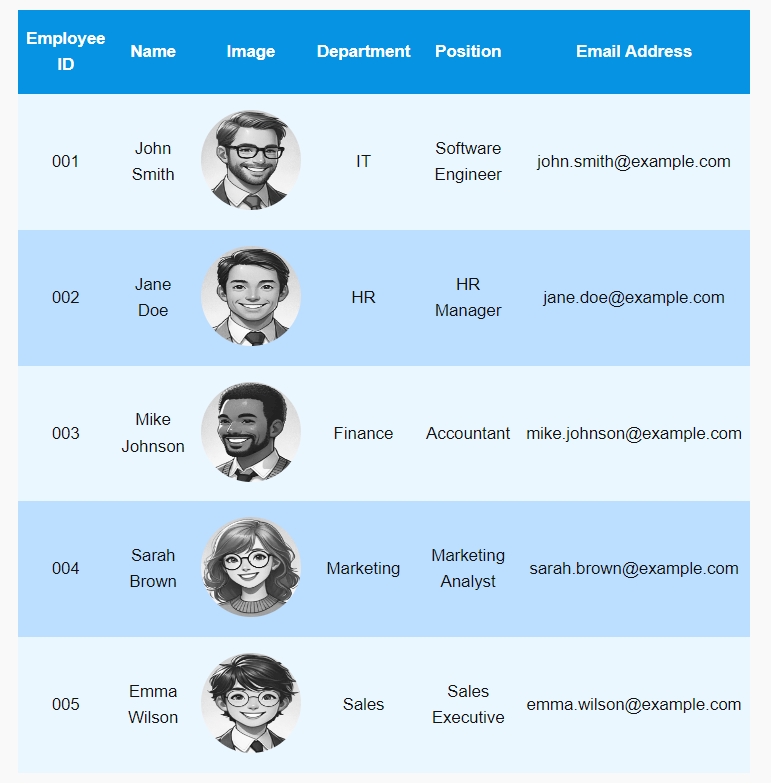 Employee ID Name Image Department Position Email Address
001 John Smith IT Software Engineer john.smith@example.com
002 Jane Doe HR HR Manager jane.doe@example.com
003 Mike Johnson Finance Accountant mike.johnson@example.com
004 Sarah Brown Marketing Marketing Analyst sarah.brown@example.com
005 Emma Wilson Sales Sales Executive emma.wilson@example.com